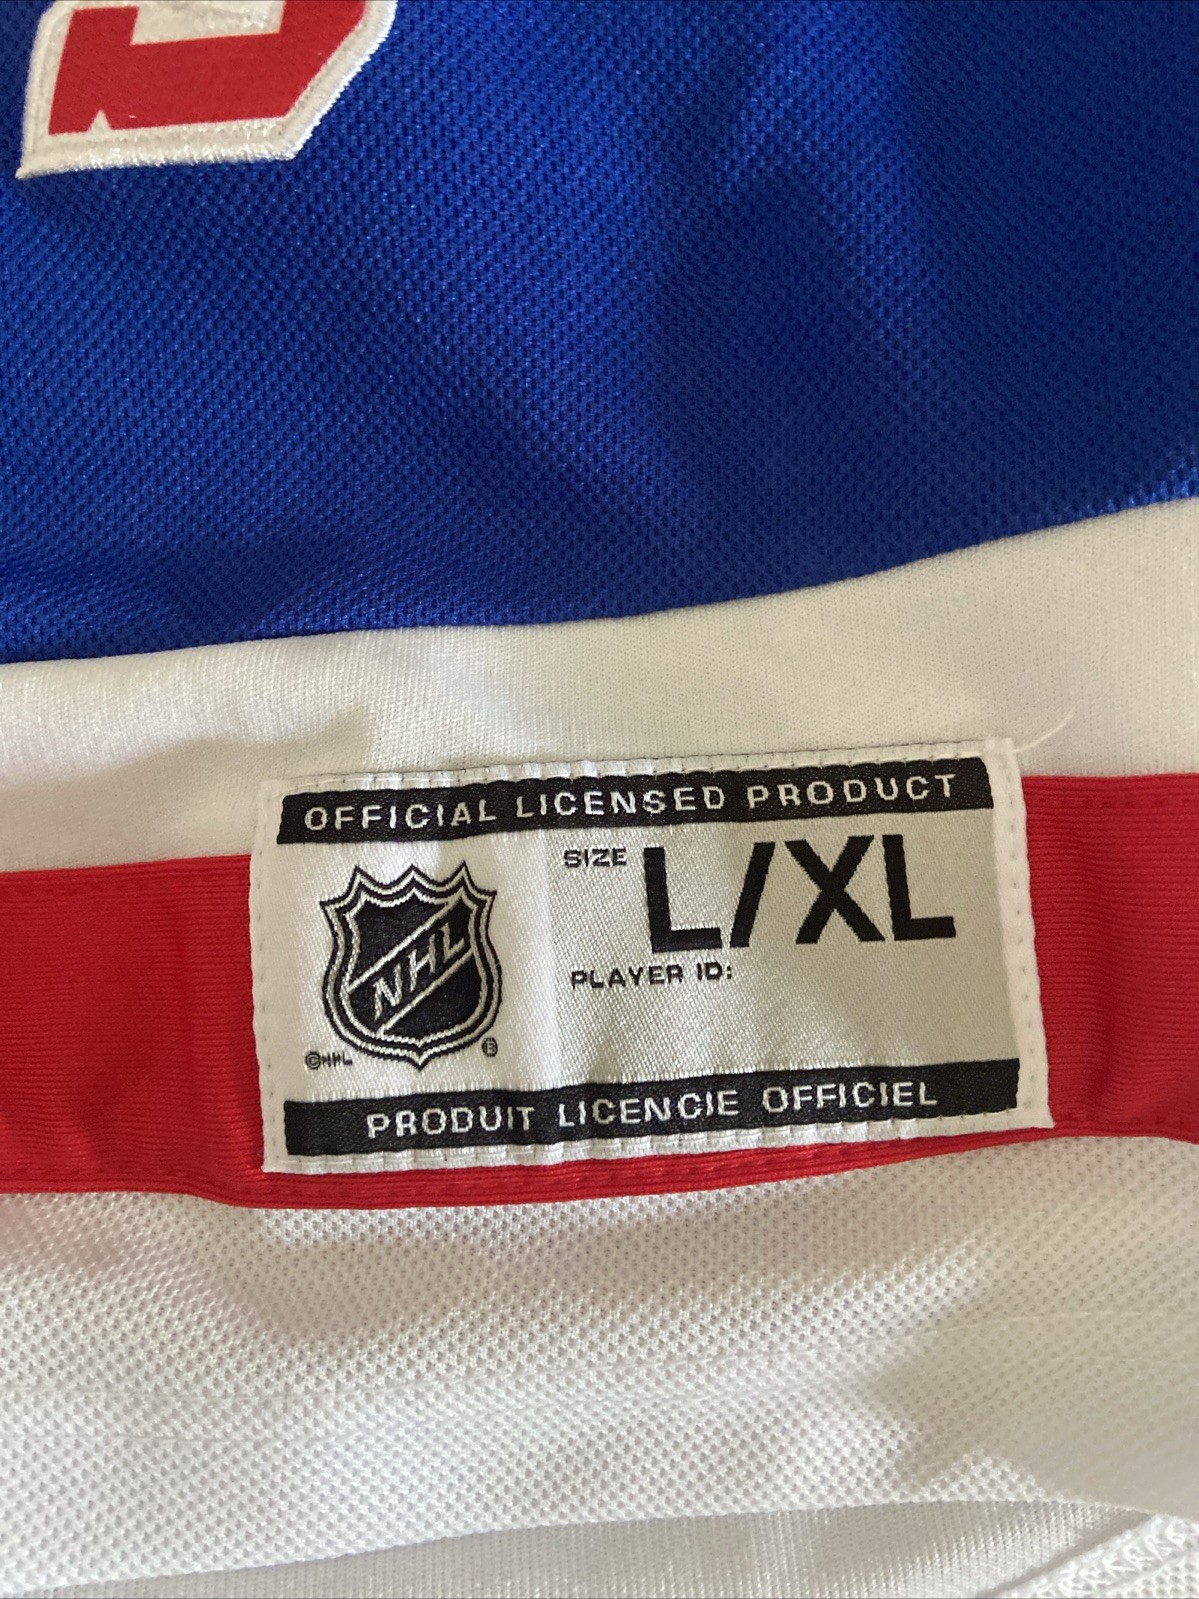 OFFICIAL LICENSED PRODUCT
SIZE L/XL
NHL
PLAYER ID:
©NHL ®
PRODUIT LICENCIE OFFICIEL